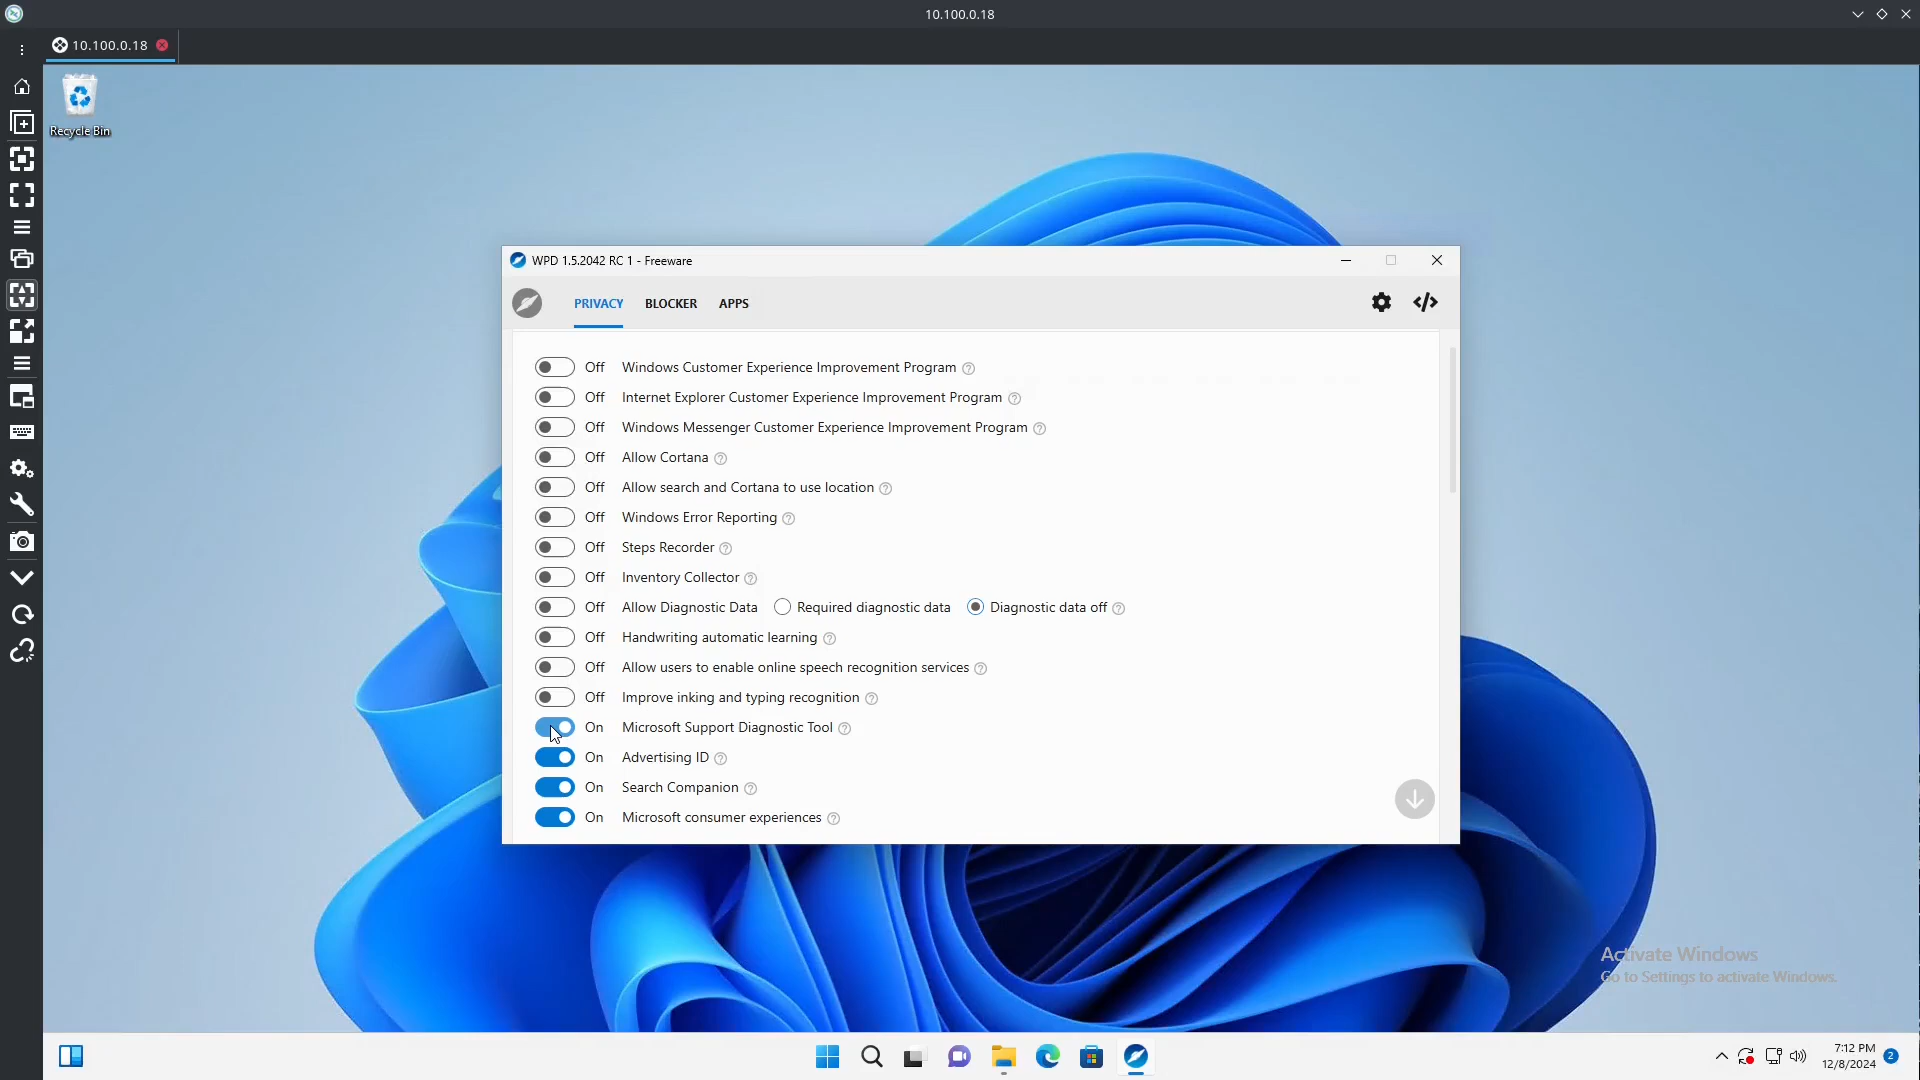 10.100.0.18
10.100.0.18
Recycle Bin
WPD 1.5.2042 RC 1 - Freeware
PRIVACY BLOCKER APPS
Off Windows Customer Experience Improvement Program
Off Internet Explorer Customer Experience Improvement Program
Off Windows Messenger Customer Experience Improvement Program
Off Allow Cortana
Off Allow search and Cortana to use location
Off Windows Error Reporting
Off Steps Recorder
Off Inventory Collector
Off Allow Diagnostic Data Required diagnostic data Diagnostic data off
Off Handwriting automatic learning
Off Allow users to enable online speech recognition services
Off Improve inking and typing recognition
On Microsoft Support Diagnostic Tool
On Advertising ID
On Search Companion
On Microsoft consumer experiences
Activate Windows
Go to Settings to activate Windows.
7:12 PM
12/8/2024
2